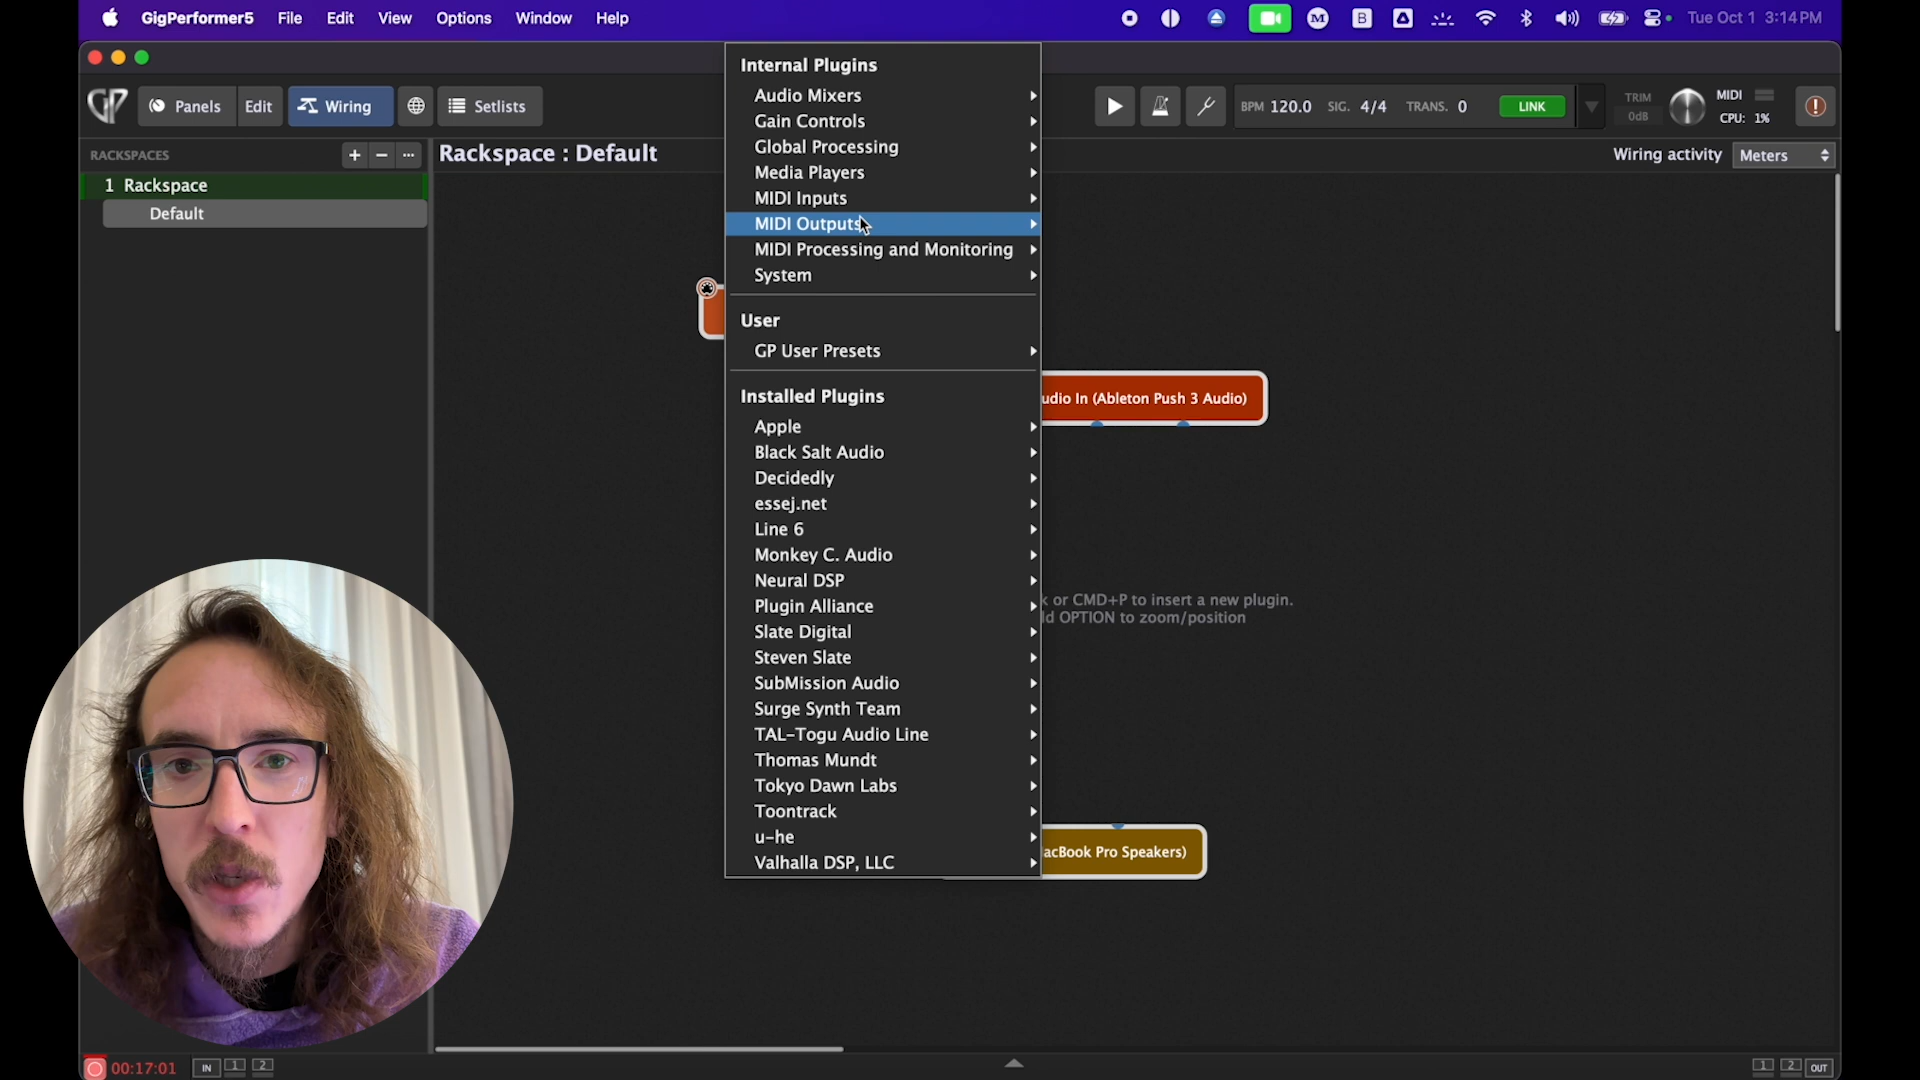 GigPerformer5 File Edit View Options Window Help
M B Tue Oct 1 3:14 PM
GP Panels Edit Wiring Setlists
BPM 120.0 SIG. 4/4 TRANS. 0 LINK
TRIM
0dB
MIDI
CPU: 1%
RACKSPACES
Rackspace : Default
Wiring activity Meters
1 Rackspace
Default
Internal Plugins
Audio Mixers
Gain Controls
Global Processing
Media Players
MIDI Inputs
MIDI Outputs
MIDI Processing and Monitoring
System
User
GP User Presets
Installed Plugins
Apple
Black Salt Audio
Decidedly
essej.net
Line 6
Monkey C. Audio
Neural DSP
Plugin Alliance
Slate Digital
Steven Slate
SubMission Audio
Surge Synth Team
TAL-Togu Audio Line
Thomas Mundt
Tokyo Dawn Labs
Toontrack
u-he
Valhalla DSP, LLC
udio In (Ableton Push 3 Audio)
k or CMD+P to insert a new plugin.
ld OPTION to zoom/position
acBook Pro Speakers)
00:17:01 IN 1 2
1 2 OUT